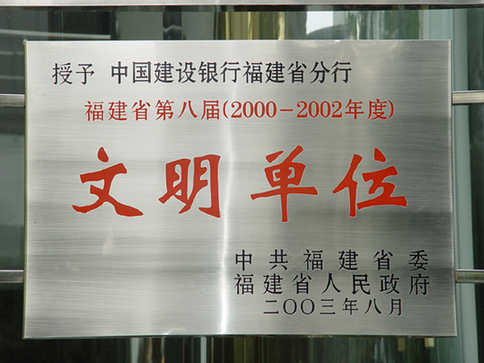 授予 中国建设银行福建省分行
福建省第八届(2000-2002年度)
文明单位
中共福建省委
福建省人民政府
二〇〇三年八月